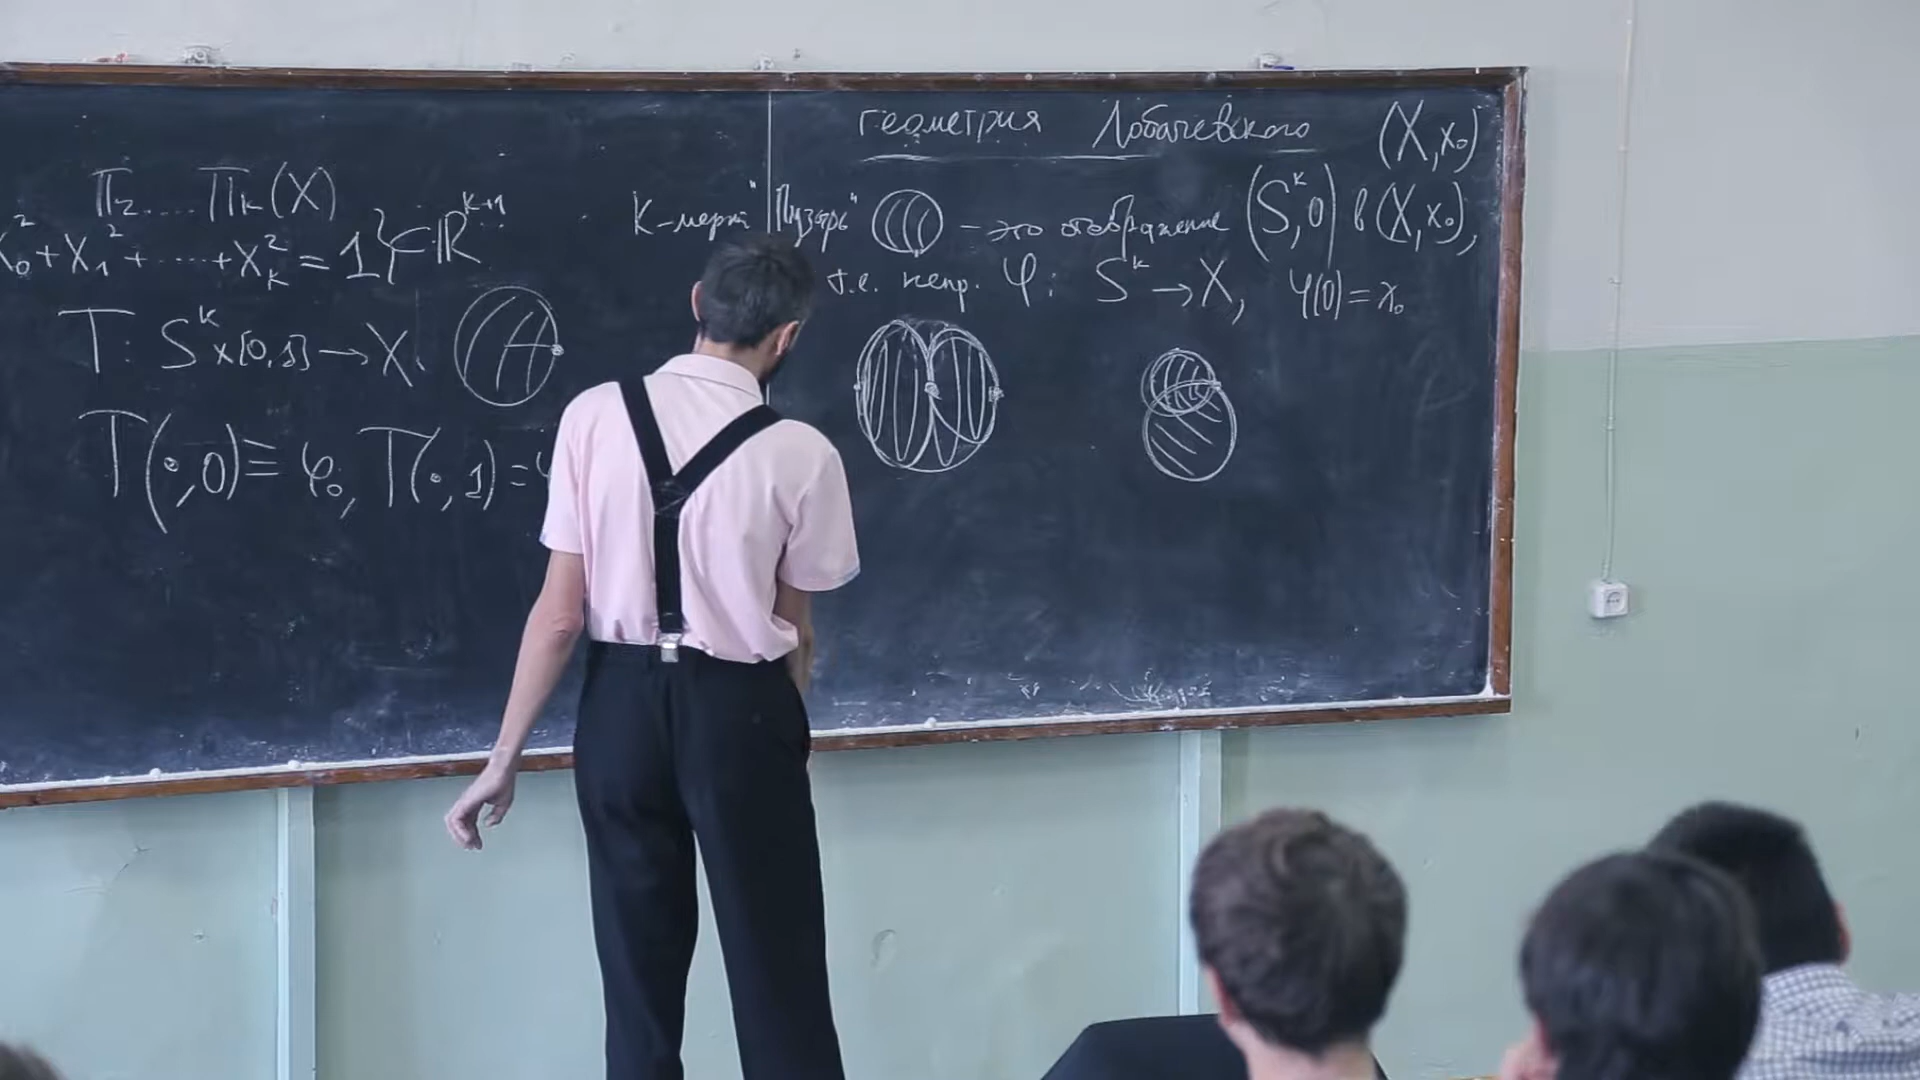 π₂ ..... πₖ(X)
x₀² + x₁² + ..... + xₖ² = 1} ⊂ ℝᵏ⁺¹
T: Sᵏ×[0,1] → X
T(·,0) ≡ φ₀, T(·,1) =
геометрия Лобачевского (X, x₀)
К-мерный "Пузырь" – это отображение (Sᵏ, 0) в (X, x₀),
т.е. непр. φ: Sᵏ → X, φ(0) = x₀